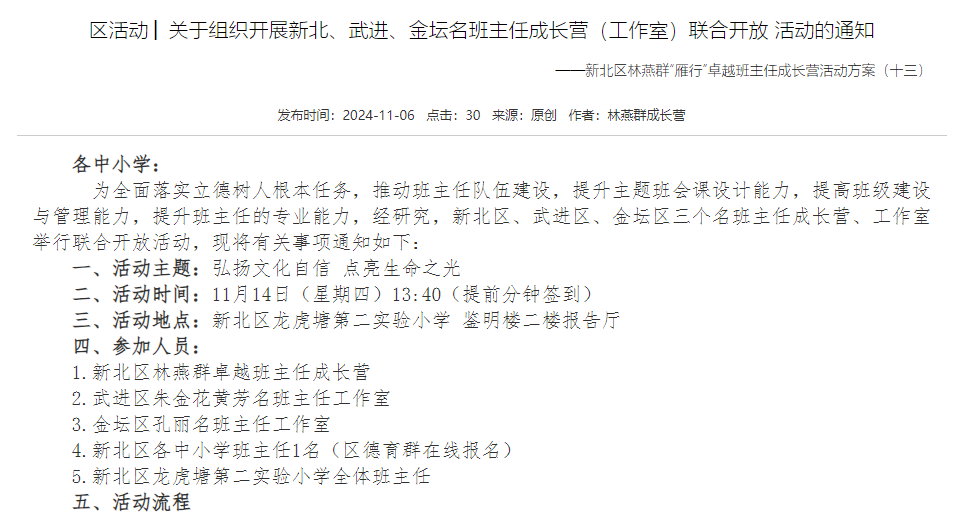 区活动 | 关于组织开展新北、武进、金坛名班主任成长营（工作室）联合开放 活动的通知
——新北区林燕群“雁行”卓越班主任成长营活动方案（十三）
发布时间：2024-11-06 点击：30 来源：原创 作者：林燕群成长营
各中小学：
为全面落实立德树人根本任务，推动班主任队伍建设，提升主题班会课设计能力，提高班级建设
与管理能力，提升班主任的专业能力，经研究，新北区、武进区、金坛区三个名班主任成长营、工作室
举行联合开放活动，现将有关事项通知如下：
一、活动主题：弘扬文化自信 点亮生命之光
二、活动时间：11月14日（星期四）13:40（提前分钟签到）
三、活动地点：新北区龙虎塘第二实验小学 鉴明楼二楼报告厅
四、参加人员：
1.新北区林燕群卓越班主任成长营
2.武进区朱金花黄芳名班主任工作室
3.金坛区孔丽名班主任工作室
4.新北区各中小学班主任1名（区德育群在线报名）
5.新北区龙虎塘第二实验小学全体班主任
五、活动流程